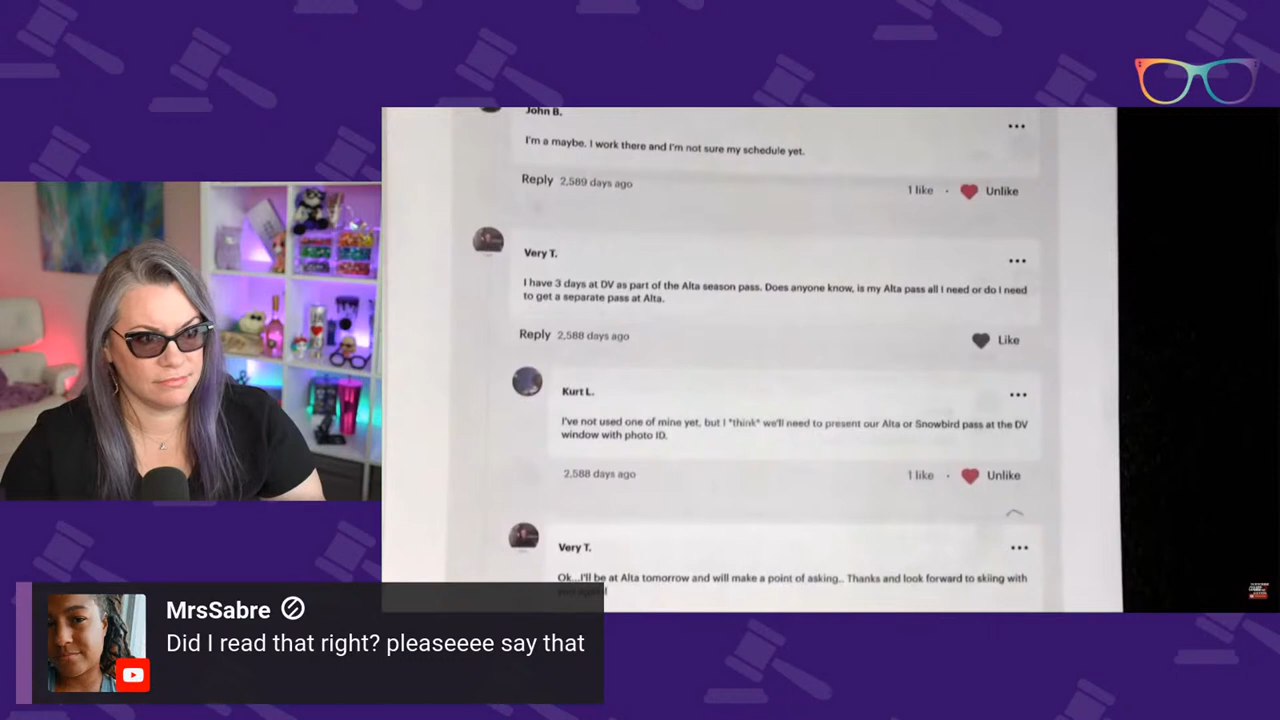 John B.
I'm a maybe. I work there and I'm not sure my schedule yet.
Reply 2,589 days ago
1 like · Unlike
Very T.
I have 3 days at DV as part of the Alta season pass. Does anyone know, is my Alta pass all I need or do I need
to get a separate pass at Alta.
Reply 2,588 days ago
Like
Kurt L.
I've not used one of mine yet, but I *think* we'll need to present our Alta or Snowbird pass at the DV
window with photo ID.
2,588 days ago
1 like · Unlike
Very T.
Ok...I'll be at Alta tomorrow and will make a point of asking.. Thanks and look forward to skiing with
MrsSabre
Did I read that right? pleaseeee say that